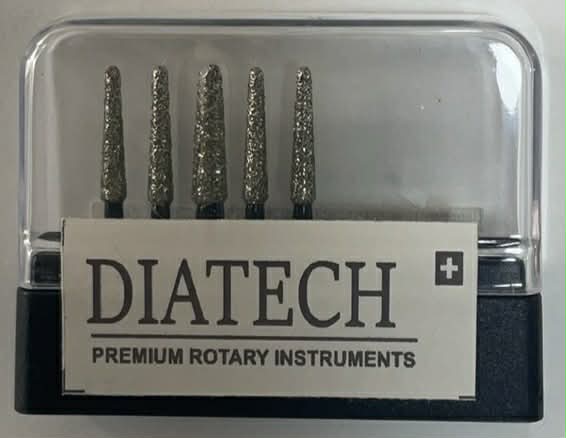 DIATECH
PREMIUM ROTARY INSTRUMENTS